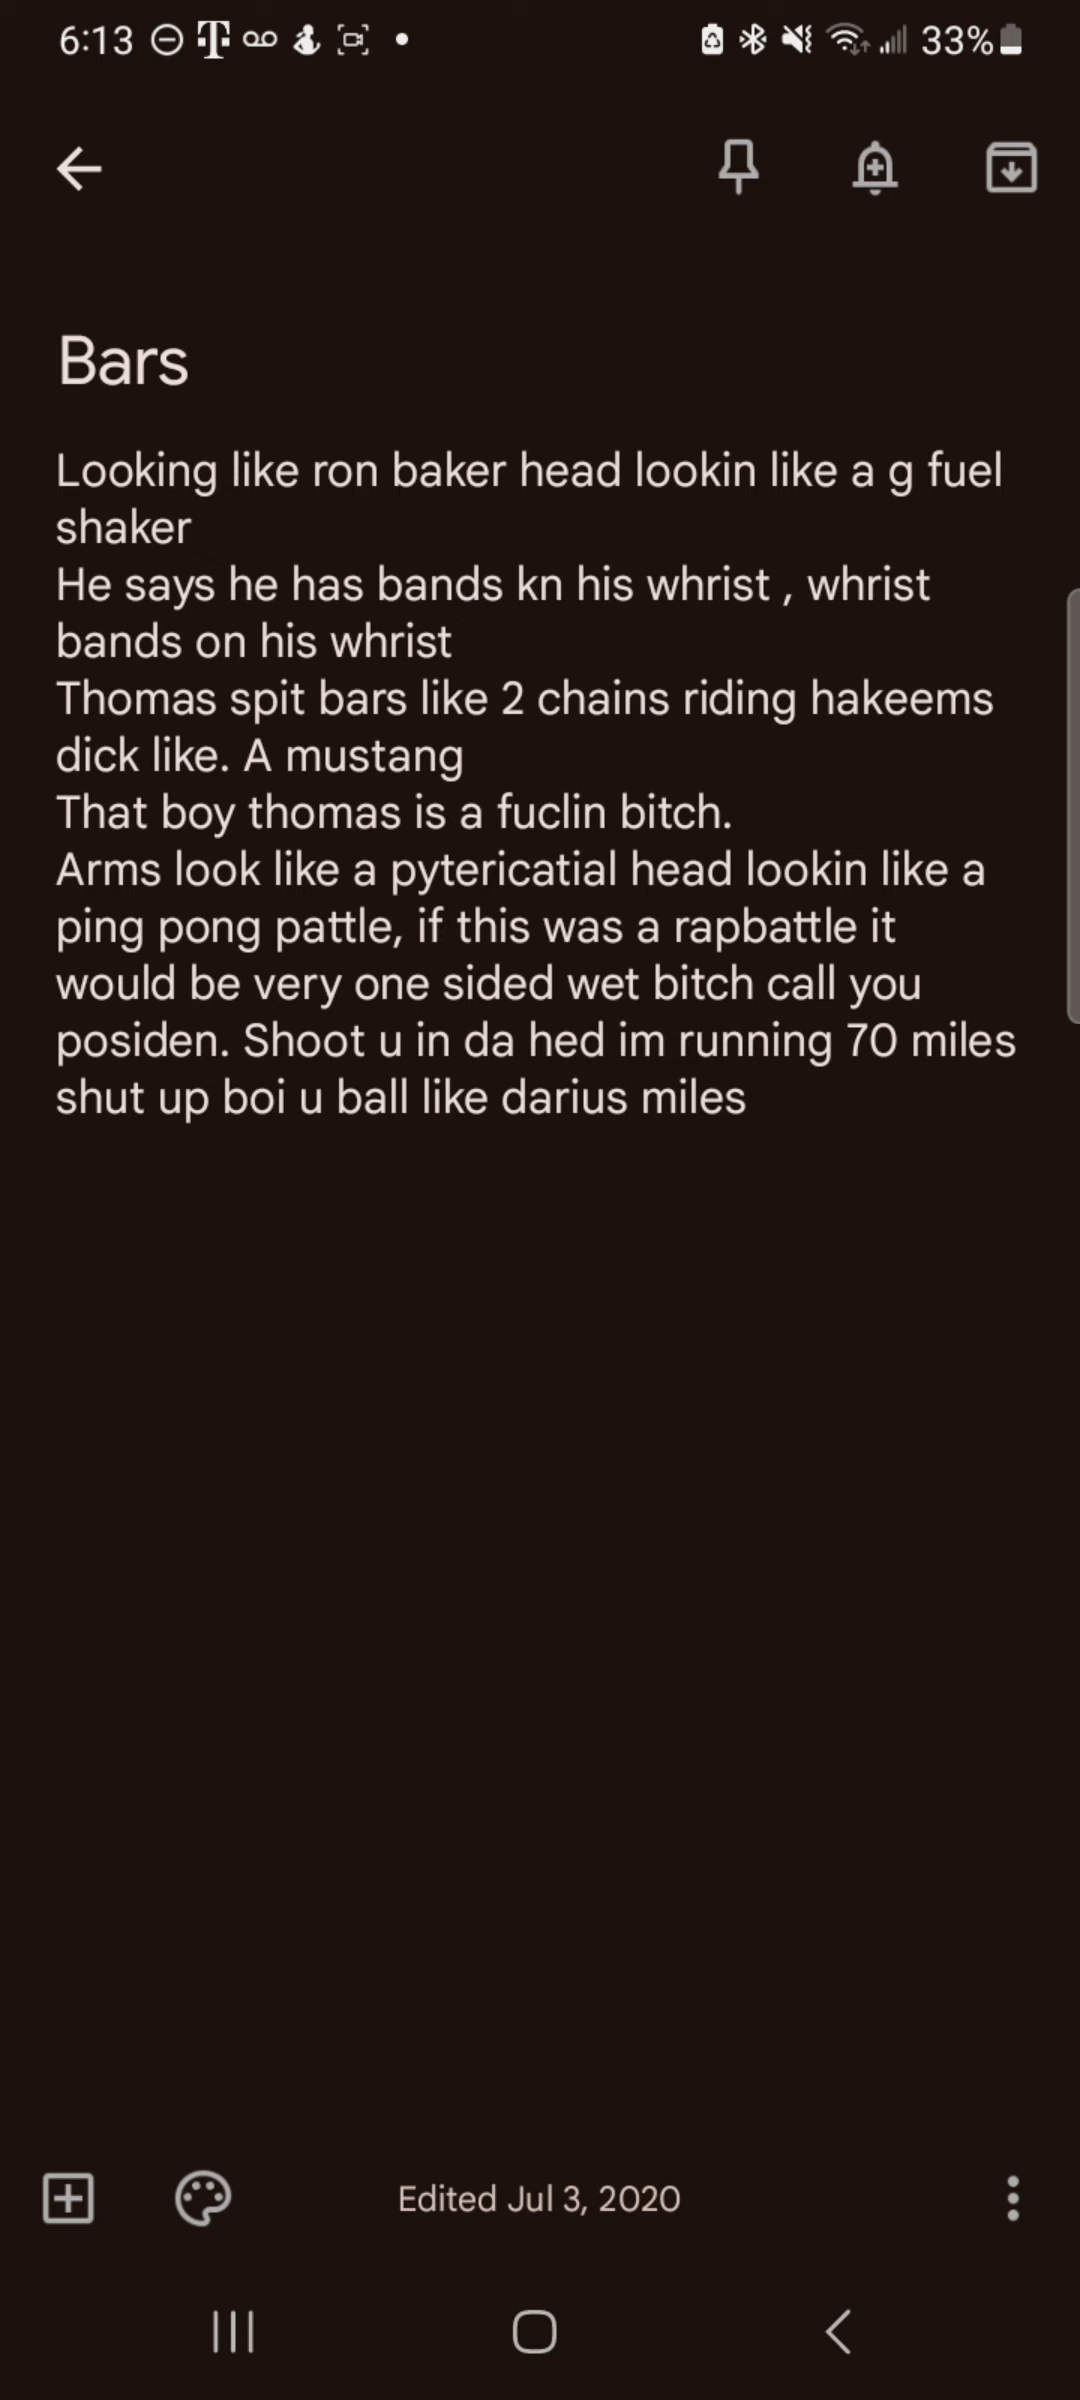 6:13
33%
Bars
Looking like ron baker head lookin like a g fuel
shaker
He says he has bands kn his whrist , whrist
bands on his whrist
Thomas spit bars like 2 chains riding hakeems
dick like. A mustang
That boy thomas is a fuclin bitch.
Arms look like a pytericatial head lookin like a
ping pong pattle, if this was a rapbattle it
would be very one sided wet bitch call you
posiden. Shoot u in da hed im running 70 miles
shut up boi u ball like darius miles
Edited Jul 3, 2020